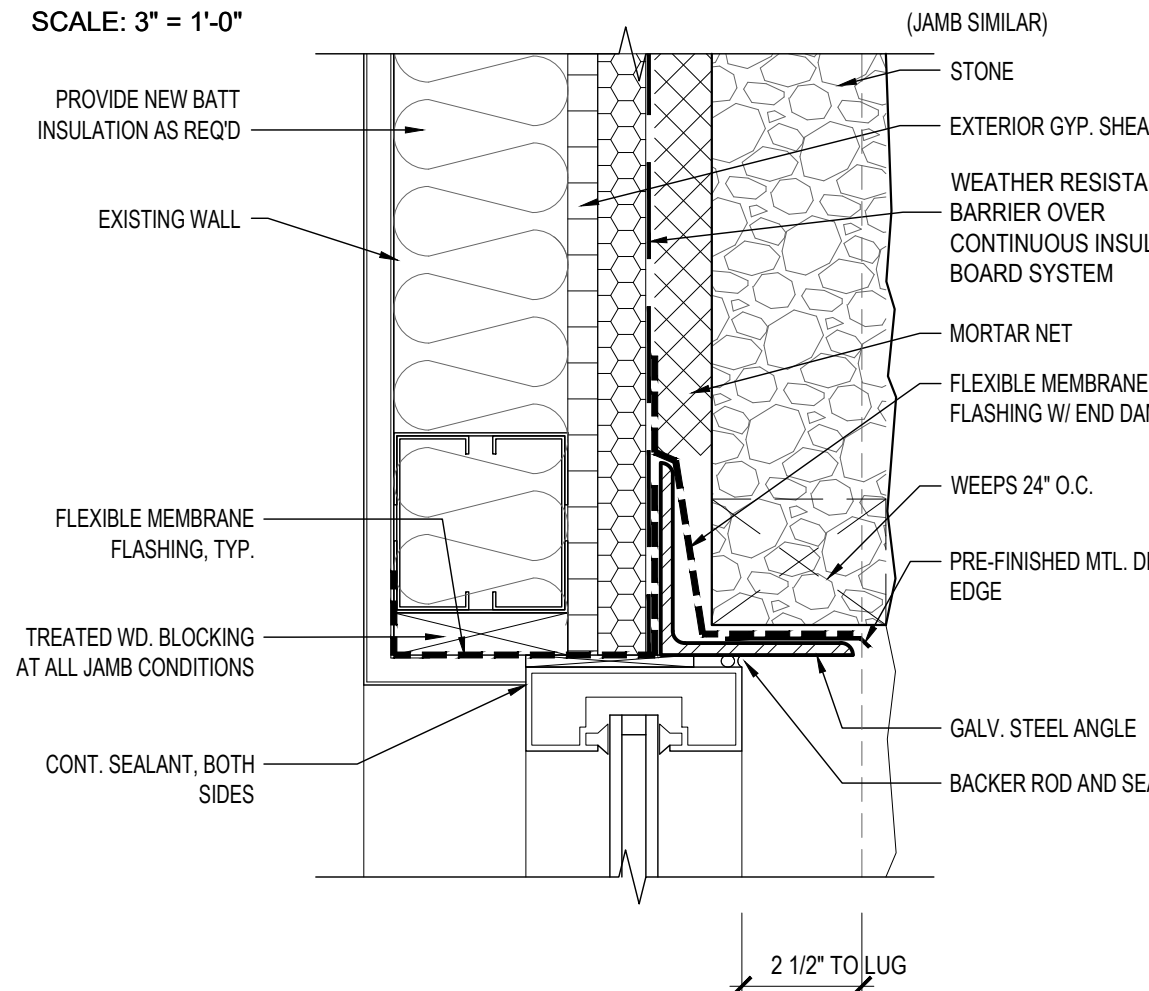 SCALE: 3" = 1'-0"
(JAMB SIMILAR)
PROVIDE NEW BATT
INSULATION AS REQ'D
EXISTING WALL
FLEXIBLE MEMBRANE
FLASHING, TYP.
TREATED WD. BLOCKING
AT ALL JAMB CONDITIONS
CONT. SEALANT, BOTH
SIDES
STONE
EXTERIOR GYP. SHEA
WEATHER RESISTA
BARRIER OVER
CONTINUOUS INSUL
BOARD SYSTEM
MORTAR NET
FLEXIBLE MEMBRANE
FLASHING W/ END DAM
WEEPS 24" O.C.
PRE-FINISHED MTL. D
EDGE
GALV. STEEL ANGLE
BACKER ROD AND SEA
2 1/2" TO LUG